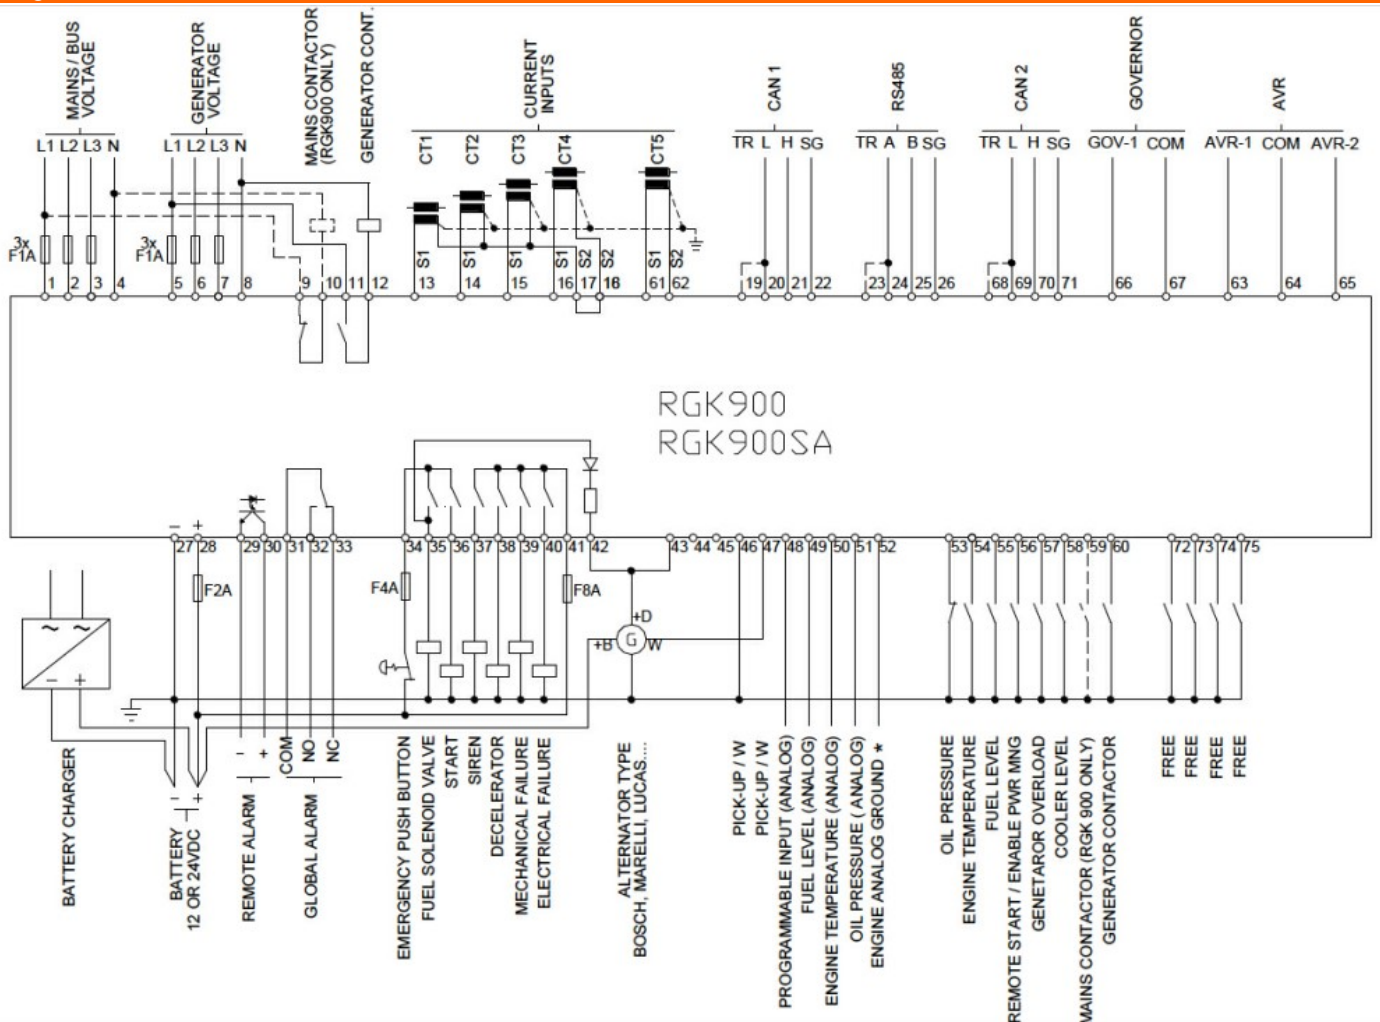 MAINS / BUS
VOLTAGE
GENERATOR
VOLTAGE
MAINS CONTACTOR
(RGK900 ONLY)
GENERATOR CONT.
CURRENT
INPUTS
CAN 1
RS485
CAN 2
GOVERNOR
AVR
L1 L2 L3 N
L1 L2 L3 N
CT1 CT2 CT3 CT4 CT5
TR L H SG
TR A B SG
TR L H SG
GOV-1 COM
AVR-1 COM AVR-2
3x
F1A
3x
F1A
S1 S1 S1 S1 S2 S1 S2
1 2 3 4 5 6 7 8 9 10 11 12 13 14 15 16 17 18 61 62 19 20 21 22 23 24 25 26 68 69 70 71 66 67 63 64 65
RGK900
RGK900SA
- +
27 28 29 30 31 32 33 34 35 36 37 38 39 40 41 42 43 44 45 46 47 48 49 50 51 52 53 54 55 56 57 58 59 60 72 73 74 75
F2A
F4A
F8A
~ ~
- +
+D
+B G W
BATTERY CHARGER
- +
BATTERY
12 OR 24VDC
- +
REMOTE ALARM
COM NO NC
GLOBAL ALARM
EMERGENCY PUSH BUTTON
FUEL SOLENOID VALVE
START
SIREN
DECELERATOR
MECHANICAL FAILURE
ELECTRICAL FAILURE
ALTERNATOR TYPE
BOSCH, MARELLI, LUCAS....
PICK-UP / W
PICK-UP / W
PROGRAMMABLE INPUT (ANALOG)
FUEL LEVEL (ANALOG)
ENGINE TEMPERATURE (ANALOG)
OIL PRESSURE ( ANALOG)
ENGINE ANALOG GROUND *
OIL PRESSURE
ENGINE TEMPERATURE
FUEL LEVEL
REMOTE START / ENABLE PWR MNG
GENETAROR OVERLOAD
COOLER LEVEL
MAINS CONTACTOR (RGK 900 ONLY)
GENERATOR CONTACTOR
FREE
FREE
FREE
FREE